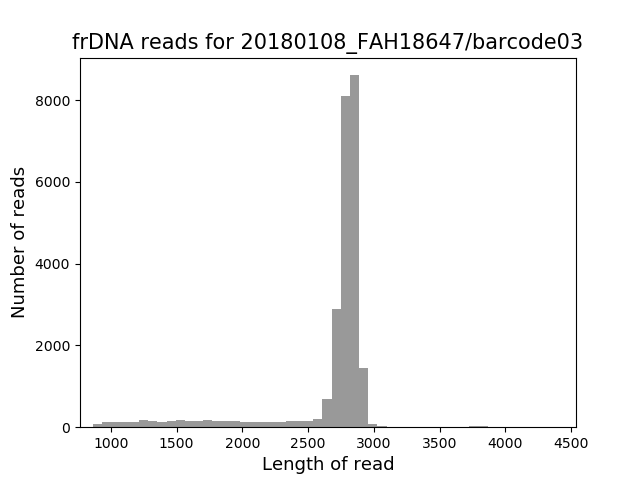 frDNA reads for 20180108_FAH18647/barcode03
8000
6000
4000
2000
0
Number of reads
1000 1500 2000 2500 3000 3500 4000 4500
Length of read